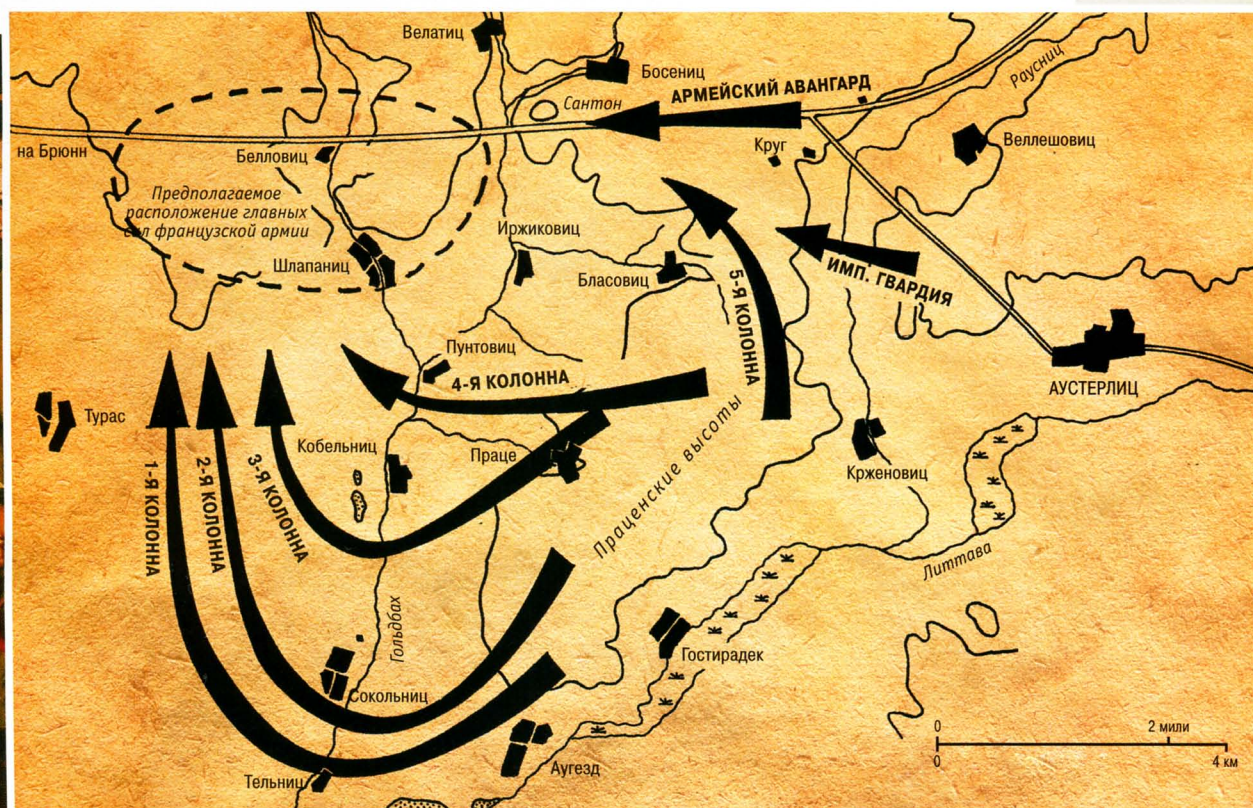 Велатиц
Босениц
Раусниц
АРМЕЙСКИЙ АВАНГАРД
Сантон
на Брюнн
Белловиц
Круг
Веллешовиц
Предполагаемое
расположение главных
сил французской армии
Шлапаниц
Иржиковиц
Бласовиц
5-Я КОЛОННА
ИМП. ГВАРДИЯ
Пунтовиц
4-Я КОЛОННА
АУСТЕРЛИЦ
Турас
Кобельниц
Праце
Праценские высоты
Крженовиц
1-Я КОЛОННА
2-Я КОЛОННА
3-Я КОЛОННА
Литтава
Гольдбах
Гостирадек
Сокольниц
Аугезд
Тельниц
0
2 мили
0
4 км